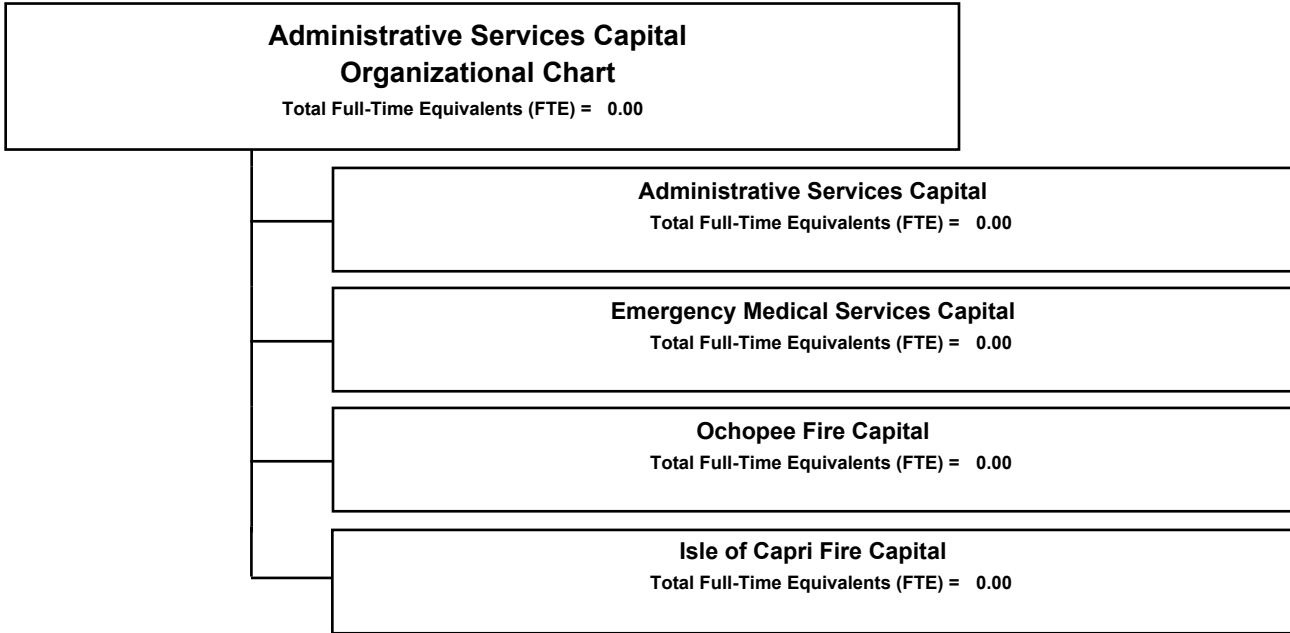 Administrative Services Capital
Organizational Chart
Total Full-Time Equivalents (FTE) = 0.00
Administrative Services Capital
Total Full-Time Equivalents (FTE) = 0.00
Emergency Medical Services Capital
Total Full-Time Equivalents (FTE) = 0.00
Ochopee Fire Capital
Total Full-Time Equivalents (FTE) = 0.00
Isle of Capri Fire Capital
Total Full-Time Equivalents (FTE) = 0.00